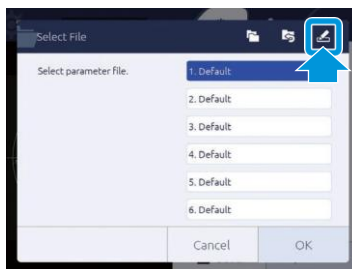 Select File
Select parameter file.
1. Default
2. Default
3. Default
4. Default
5. Default
6. Default
Cancel
OK